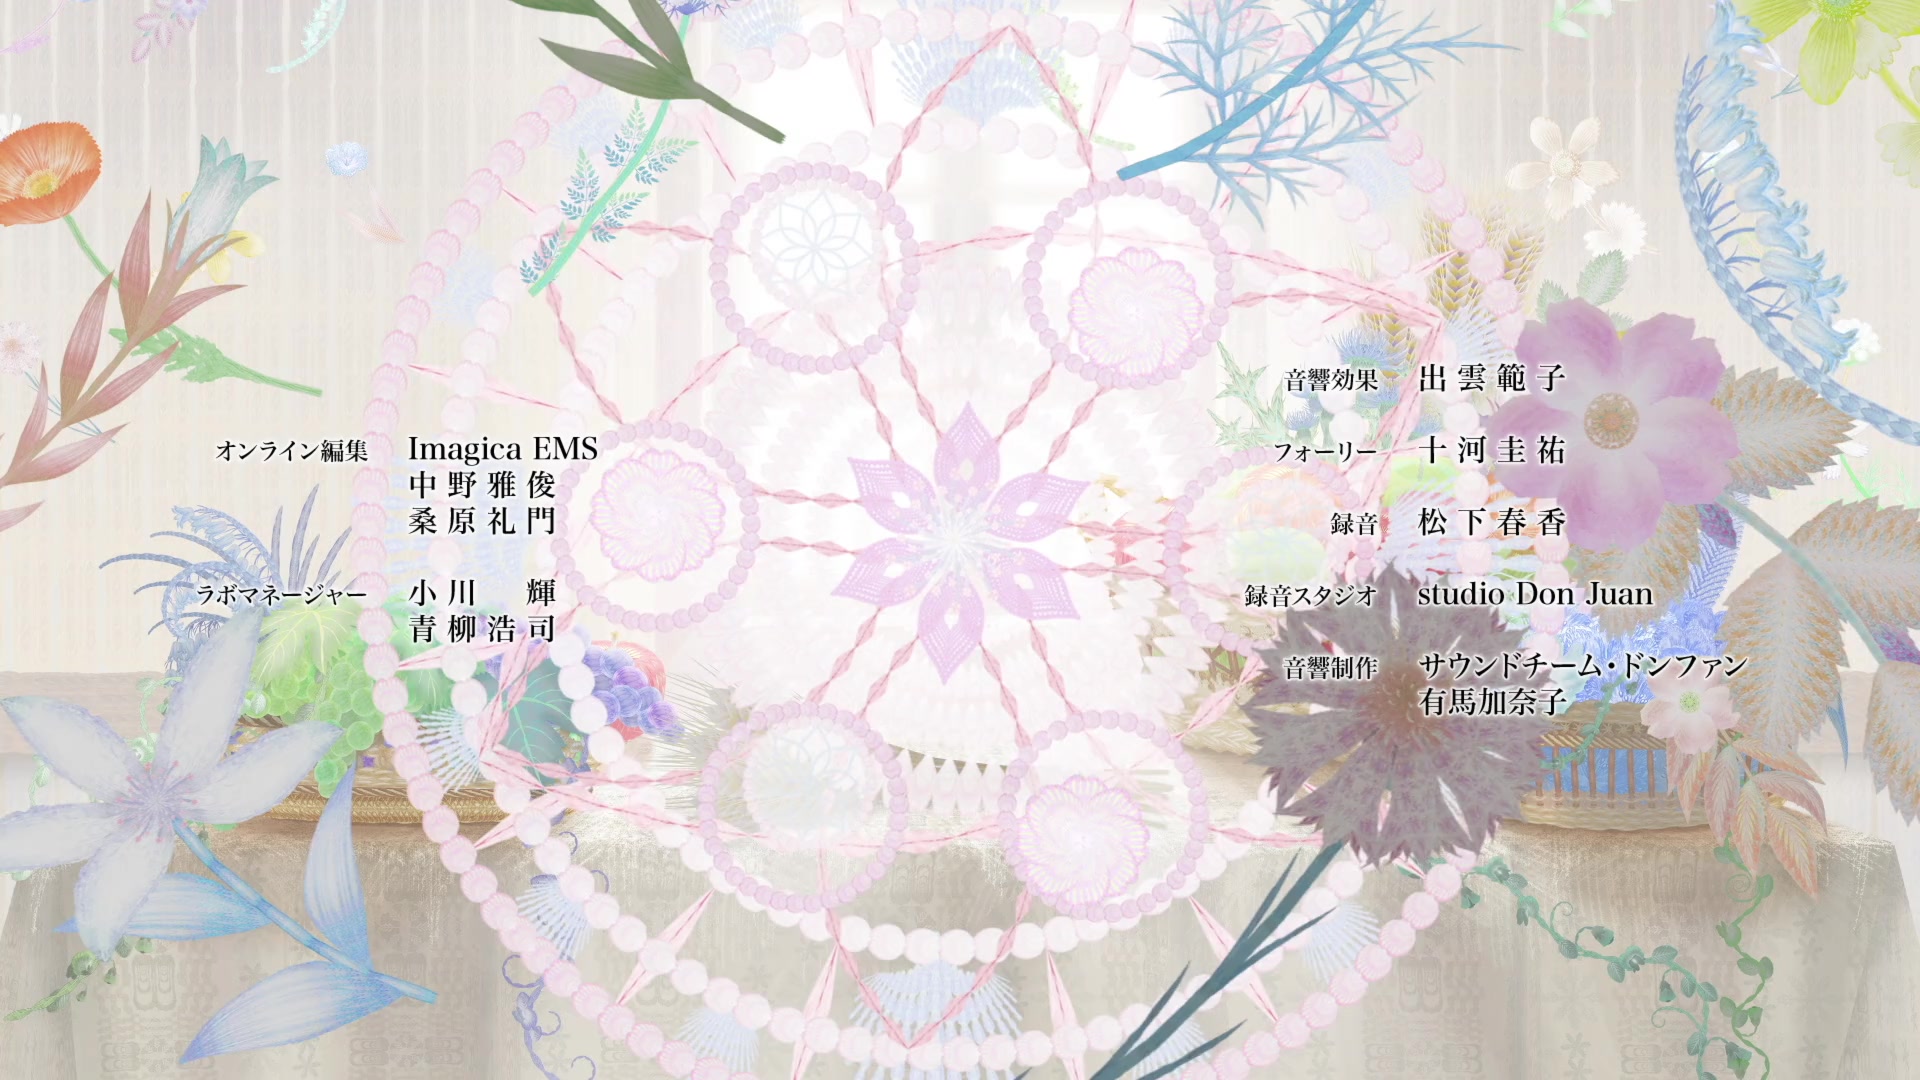 オンライン編集 Imagica EMS
中野雅俊
桑原礼門
ラボマネージャー 小川 輝
青柳浩司
音響効果 出雲範子
フォーリー 十河圭祐
録音 松下春香
録音スタジオ studio Don Juan
音響制作 サウンドチーム・ドンファン
有馬加奈子